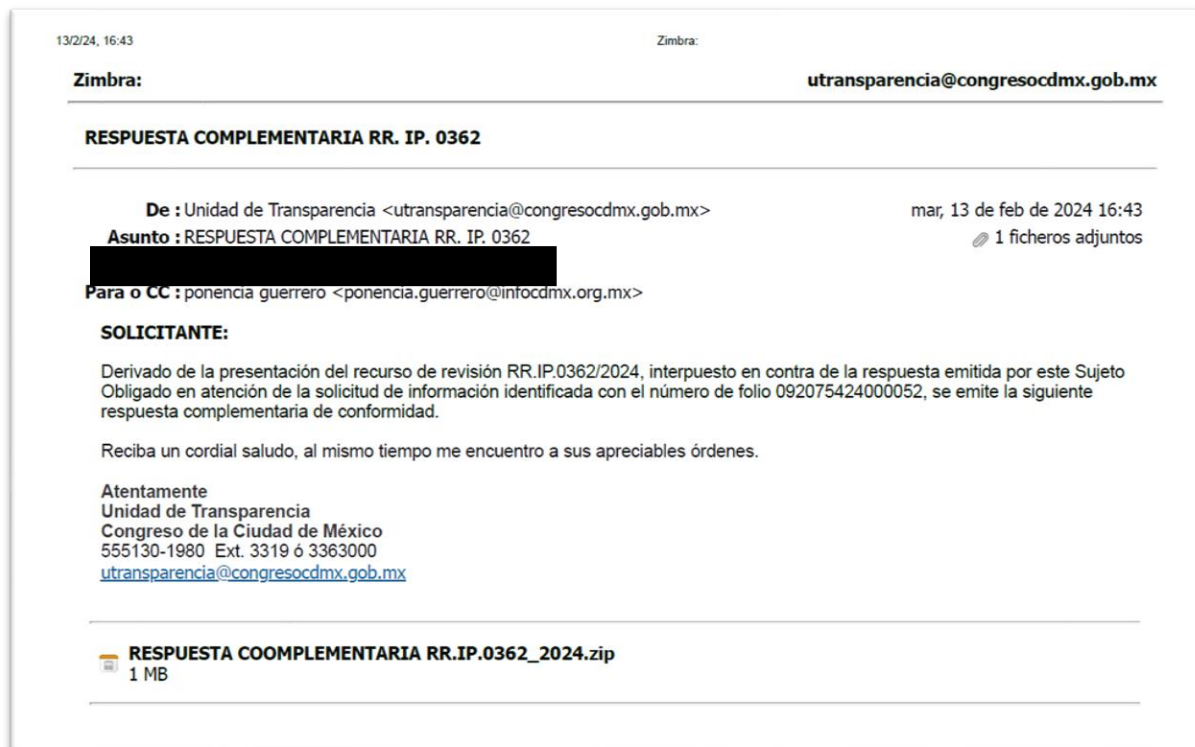 13/2/24, 16:43 Zimbra:
Zimbra: utransparencia@congresocdmx.gob.mx
RESPUESTA COMPLEMENTARIA RR. IP. 0362
De : Unidad de Transparencia <utransparencia@congresocdmx.gob.mx> mar, 13 de feb de 2024 16:43
Asunto : RESPUESTA COMPLEMENTARIA RR. IP. 0362 1 ficheros adjuntos
Para o CC : ponencia guerrero <ponencia.guerrero@infocdmx.org.mx>
SOLICITANTE:
Derivado de la presentación del recurso de revisión RR.IP.0362/2024, interpuesto en contra de la respuesta emitida por este Sujeto
Obligado en atención de la solicitud de información identificada con el número de folio 092075424000052, se emite la siguiente
respuesta complementaria de conformidad.
Reciba un cordial saludo, al mismo tiempo me encuentro a sus apreciables órdenes.
Atentamente
Unidad de Transparencia
Congreso de la Ciudad de México
555130-1980 Ext. 3319 ó 3363000
utransparencia@congresocdmx.gob.mx
RESPUESTA COOMPLEMENTARIA RR.IP.0362_2024.zip
1 MB